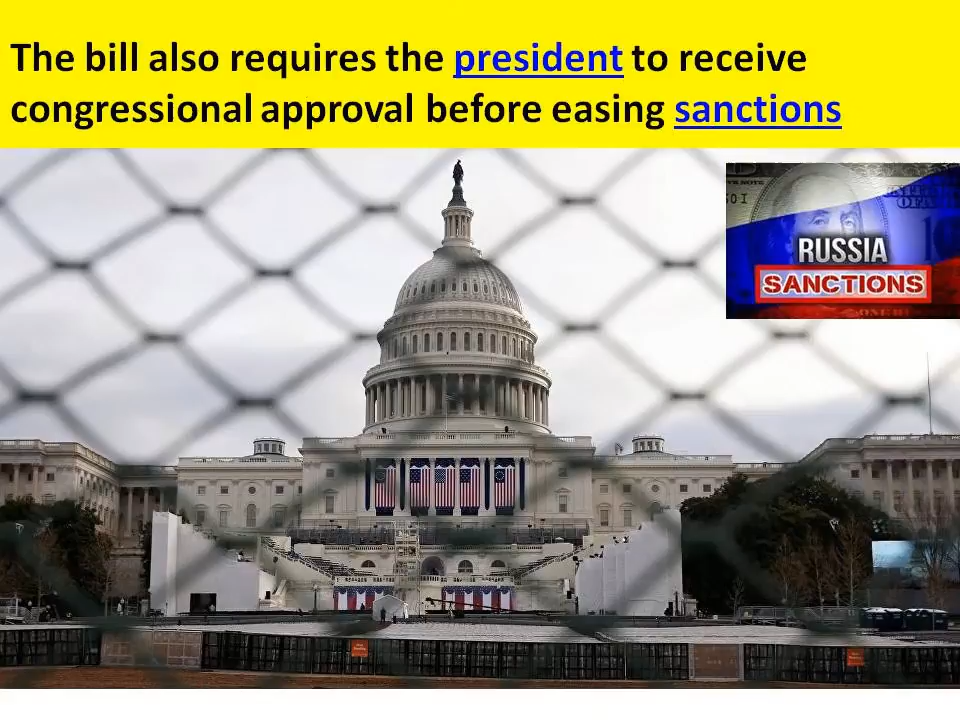 The bill also requires the president to receive
congressional approval before easing sanctions
RUSSIA
SANCTIONS